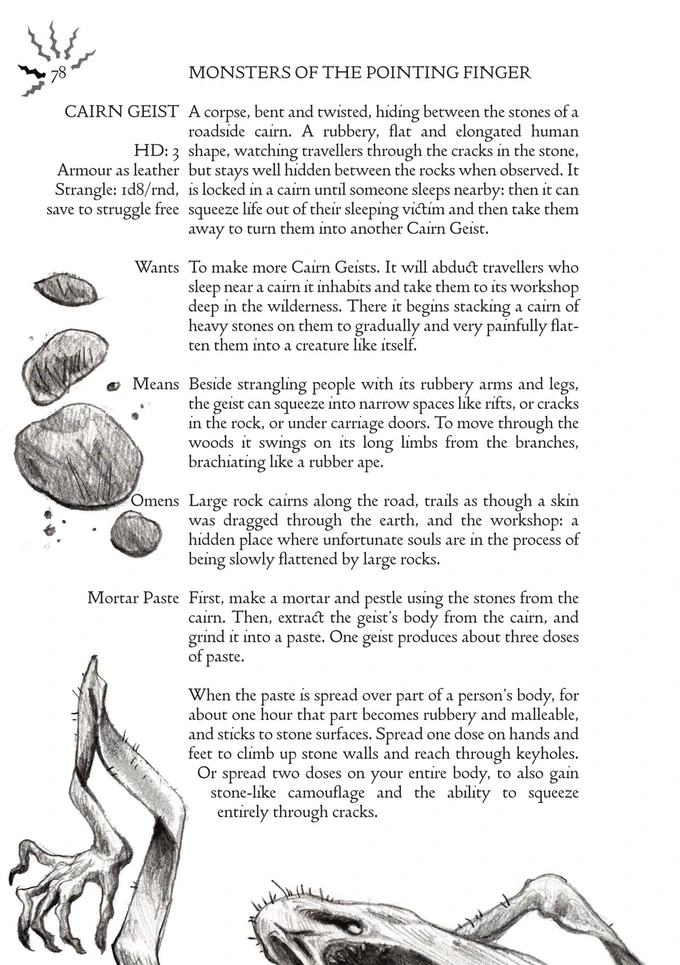 78
MONSTERS OF THE POINTING FINGER
CAIRN GEIST
HD: 3
Armour as leather
Strangle: 1d8/rnd,
save to struggle free
A corpse, bent and twisted, hiding between the stones of a
roadside cairn. A rubbery, flat and elongated human
shape, watching travellers through the cracks in the stone,
but stays well hidden between the rocks when observed. It
is locked in a cairn until someone sleeps nearby: then it can
squeeze life out of their sleeping victim and then take them
away to turn them into another Cairn Geist.
Wants
To make more Cairn Geists. It will abduct travellers who
sleep near a cairn it inhabits and take them to its workshop
deep in the wilderness. There it begins stacking a cairn of
heavy stones on them to gradually and very painfully flat-
ten them into a creature like itself.
Means
Beside strangling people with its rubbery arms and legs,
the geist can squeeze into narrow spaces like rifts, or cracks
in the rock, or under carriage doors. To move through the
woods it swings on its long limbs from the branches,
brachiating like a rubber ape.
Omens
Large rock cairns along the road, trails as though a skin
was dragged through the earth, and the workshop: a
hidden place where unfortunate souls are in the process of
being slowly flattened by large rocks.
Mortar Paste
First, make a mortar and pestle using the stones from the
cairn. Then, extract the geist's body from the cairn, and
grind it into a paste. One geist produces about three doses
of paste.
When the paste is spread over part of a person's body, for
about one hour that part becomes rubbery and malleable,
and sticks to stone surfaces. Spread one dose on hands and
feet to climb up stone walls and reach through keyholes.
Or spread two doses on your entire body, to also gain
stone-like camouflage and the ability to squeeze
entirely through cracks.